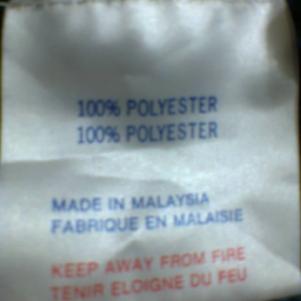 100% POLYESTER
100% POLYESTER
MADE IN MALAYSIA
FABRIQUE EN MALAISIE
KEEP AWAY FROM FIRE
TENIR ELOIGNE DU FEU